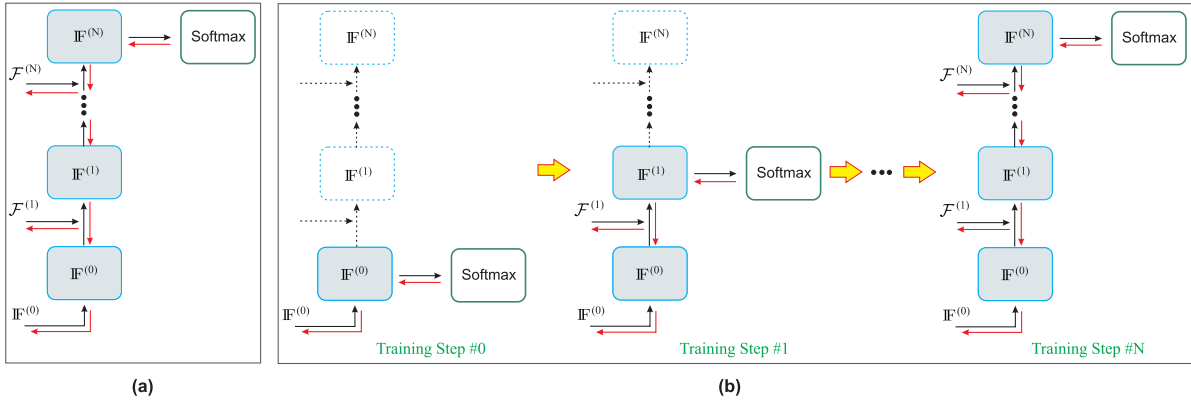 𝔽⁽ᴺ⁾ Softmax
ℱ⁽ᴺ⁾
𝔽⁽¹⁾
ℱ⁽¹⁾
𝔽⁽⁰⁾
𝔽⁽⁰⁾
(a)
𝔽⁽ᴺ⁾
𝔽⁽¹⁾
𝔽⁽⁰⁾ Softmax
𝔽⁽⁰⁾
Training Step #0
𝔽⁽ᴺ⁾
𝔽⁽¹⁾ Softmax
ℱ⁽¹⁾
𝔽⁽⁰⁾
𝔽⁽⁰⁾
Training Step #1
𝔽⁽ᴺ⁾ Softmax
ℱ⁽ᴺ⁾
𝔽⁽¹⁾
ℱ⁽¹⁾
𝔽⁽⁰⁾
𝔽⁽⁰⁾
Training Step #N
(b)